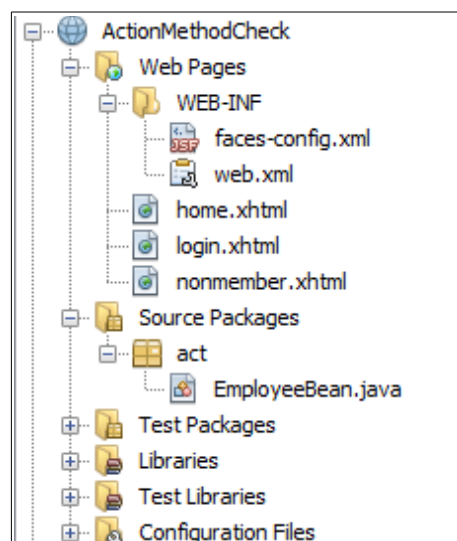 ActionMethodCheck
Web Pages
WEB-INF
faces-config.xml
web.xml
home.xhtml
login.xhtml
nonmember.xhtml
Source Packages
act
EmployeeBean.java
Test Packages
Libraries
Test Libraries
Configuration Files